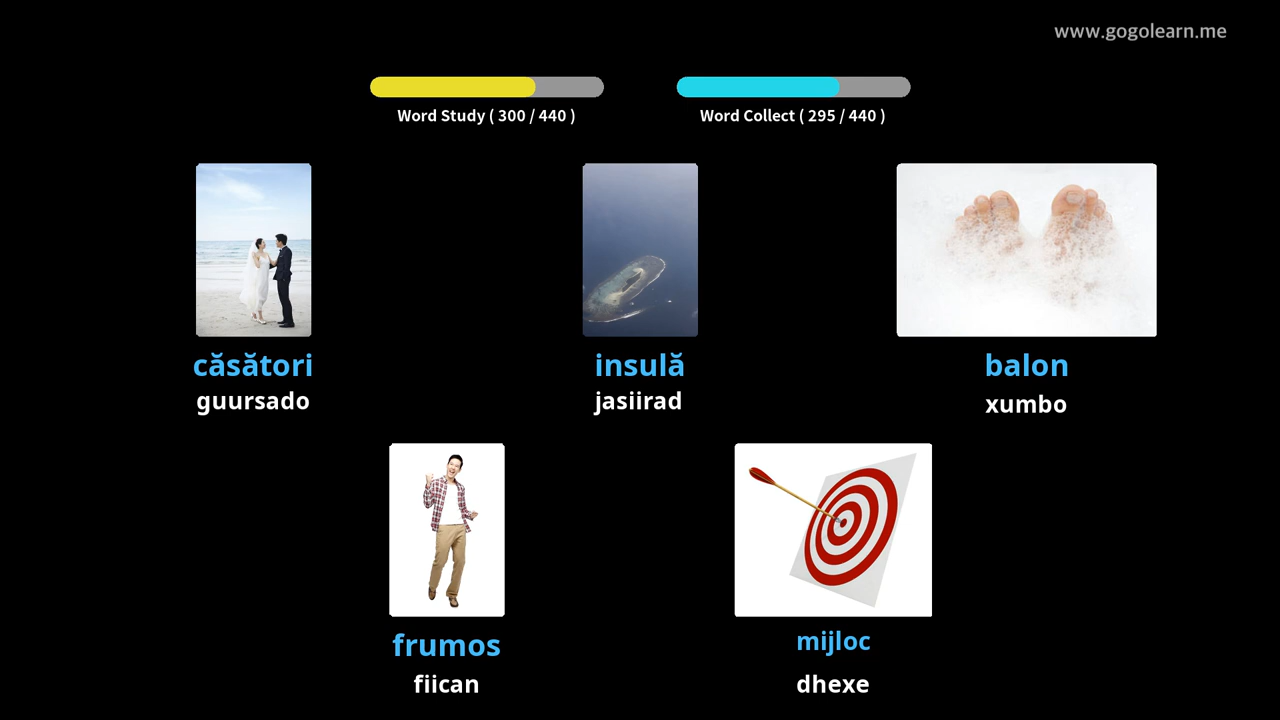 www.gogolearn.me
Word Study ( 300 / 440 )
Word Collect ( 295 / 440 )
căsători
guursado
insulă
jasiirad
balon
xumbo
frumos
fiican
mijloc
dhexe